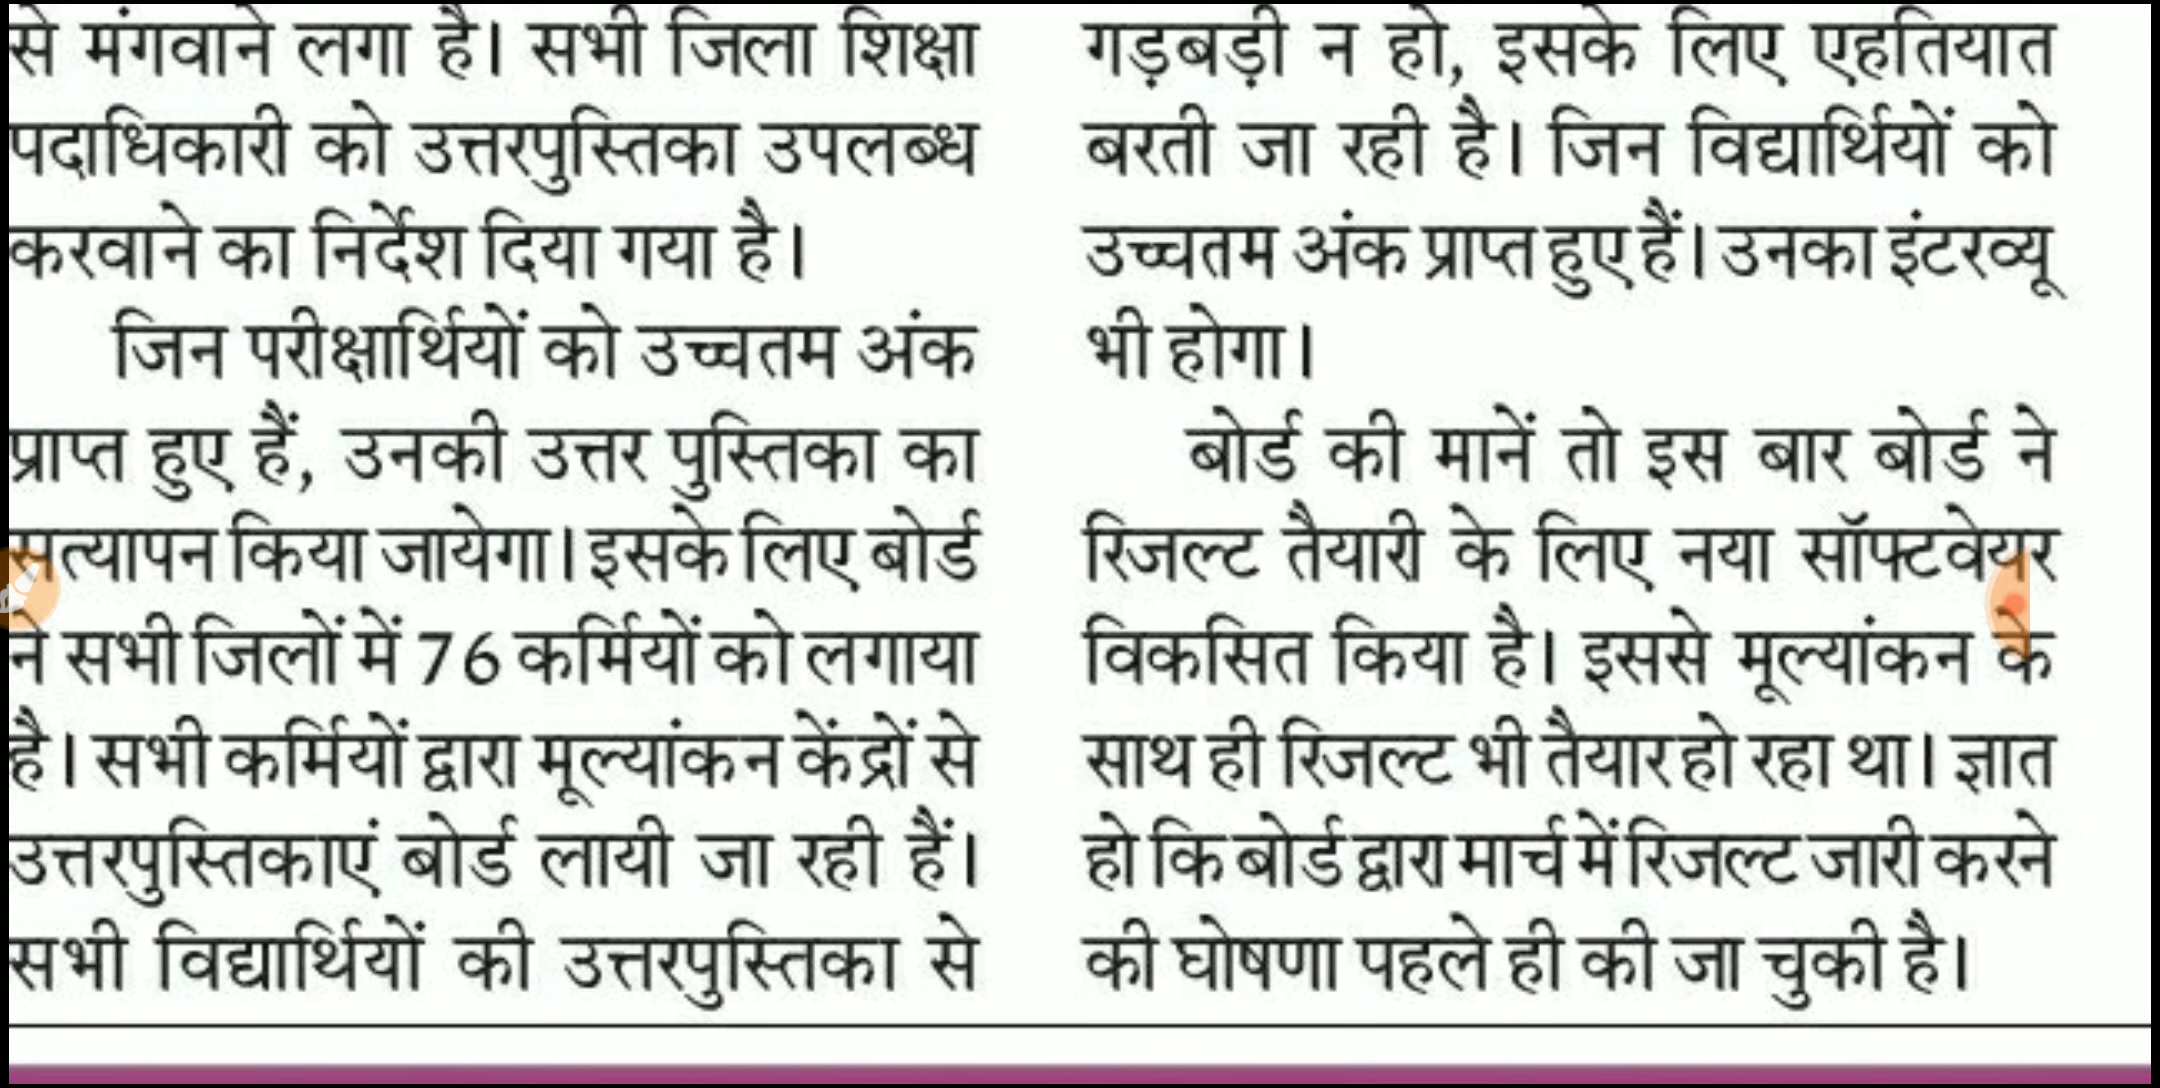 से मंगवाने लगा है। सभी जिला शिक्षा
पदाधिकारी को उत्तरपुस्तिका उपलब्ध
करवाने का निर्देश दिया गया है।
जिन परीक्षार्थियों को उच्चतम अंक
प्राप्त हुए हैं, उनकी उत्तर पुस्तिका का
सत्यापन किया जायेगा। इसके लिए बोर्ड
ने सभी जिलों में 76 कर्मियों को लगाया
है। सभी कर्मियों द्वारा मूल्यांकन केंद्रों से
उत्तरपुस्तिकाएं बोर्ड लायी जा रही हैं।
सभी विद्यार्थियों की उत्तरपुस्तिका से
गड़बड़ी न हो, इसके लिए एहतियात
बरती जा रही है। जिन विद्यार्थियों को
उच्चतम अंक प्राप्त हुए हैं। उनका इंटरव्यू
भी होगा।
बोर्ड की मानें तो इस बार बोर्ड ने
रिजल्ट तैयारी के लिए नया सॉफ्टवेयर
विकसित किया है। इससे मूल्यांकन के
साथ ही रिजल्ट भी तैयार हो रहा था। ज्ञात
हो कि बोर्ड द्वारा मार्च में रिजल्ट जारी करने
की घोषणा पहले ही की जा चुकी है।